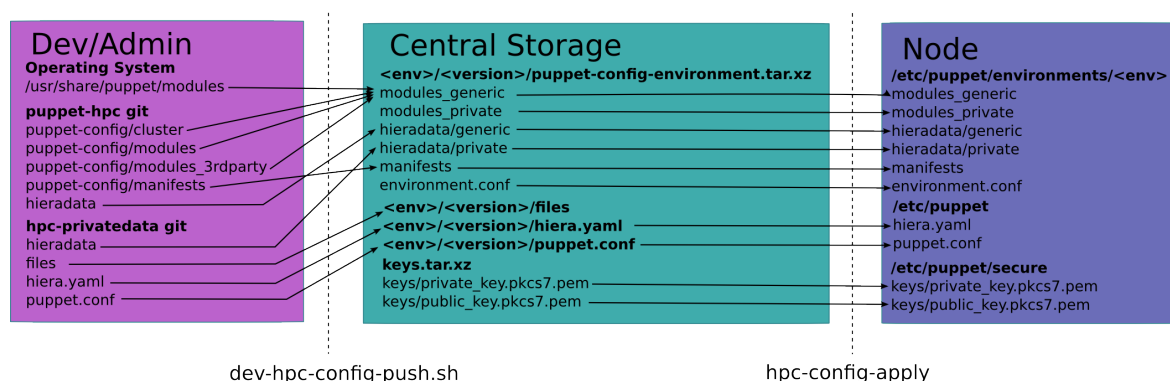 Dev/Admin
Operating System
/usr/share/puppet/modules
puppet-hpc git
puppet-config/cluster
puppet-config/modules
puppet-config/modules_3rdparty
puppet-config/manifests
hieradata
hpc-privatedata git
hieradata
files
hiera.yaml
puppet.conf
Central Storage
<env>/<version>/puppet-config-environment.tar.xz
modules_generic
modules_private
hieradata/generic
hieradata/private
manifests
environment.conf
<env>/<version>/files
<env>/<version>/hiera.yaml
<env>/<version>/puppet.conf
keys.tar.xz
keys/private_key.pkcs7.pem
keys/public_key.pkcs7.pem
Node
/etc/puppet/environments/<env>
modules_generic
modules_private
hieradata/generic
hieradata/private
manifests
environment.conf
/etc/puppet
hiera.yaml
puppet.conf
/etc/puppet/secure
keys/private_key.pkcs7.pem
keys/public_key.pkcs7.pem
dev-hpc-config-push.sh
hpc-config-apply